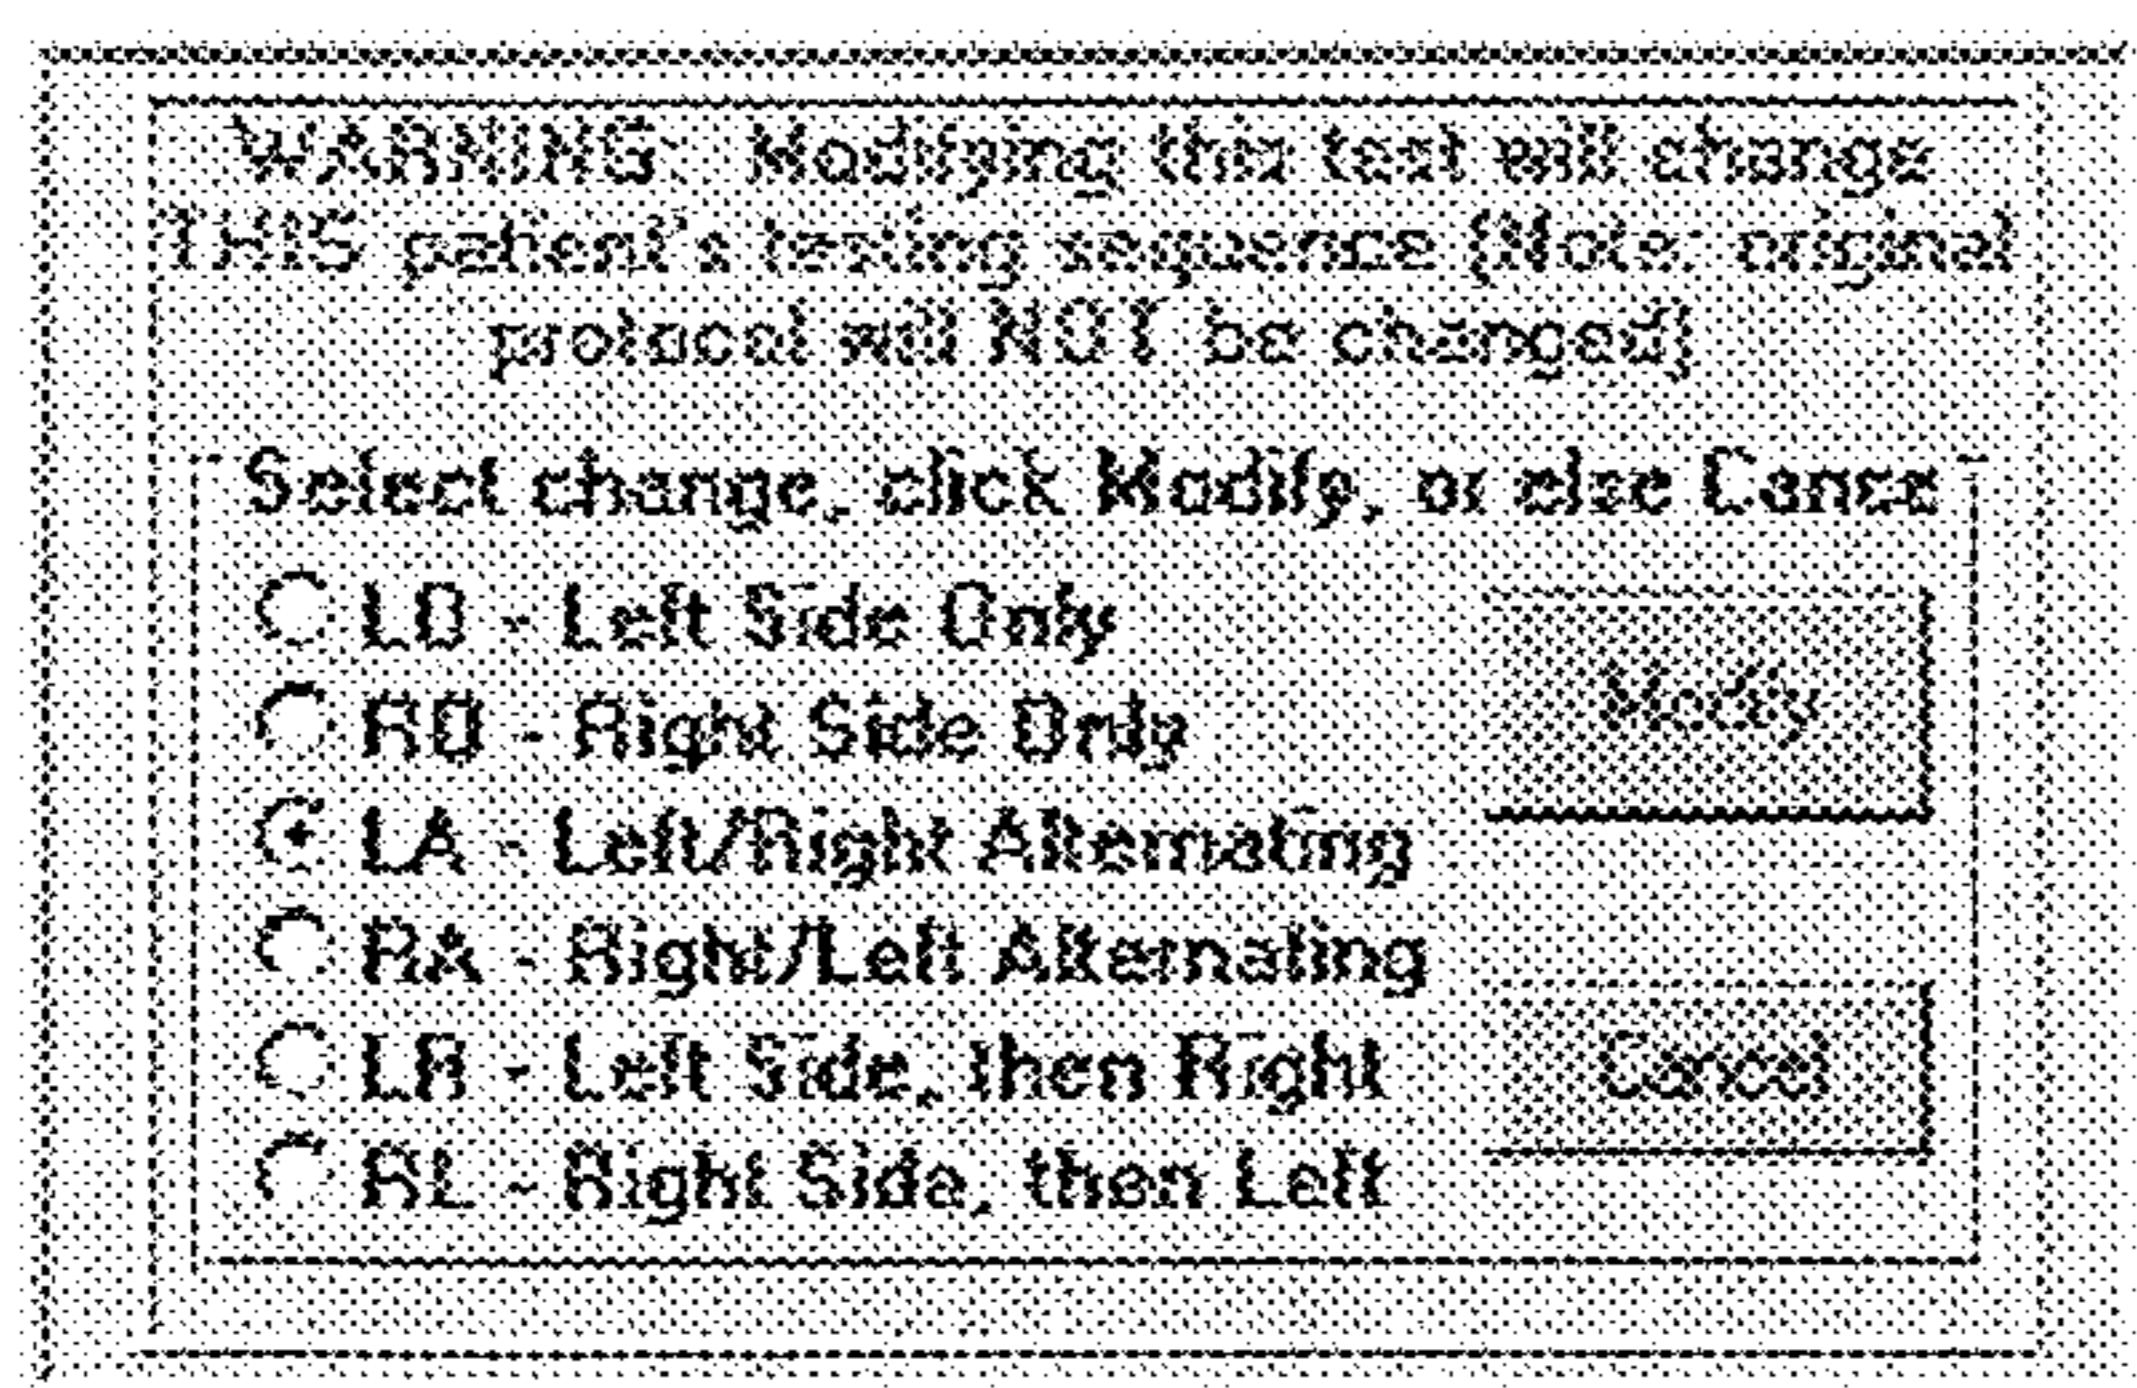 WARNING: Modifying this test will change
THIS patient's testing sequence (Note: original
protocol will NOT be changed)
Select change, click Modify, or else Cance
LO - Left Side Only
RO - Right Side Only
Modify
LA - Left/Right Alternating
RA - Right/Left Alternating
LR - Left Side, then Right
Cancel
RL - Right Side, then Left